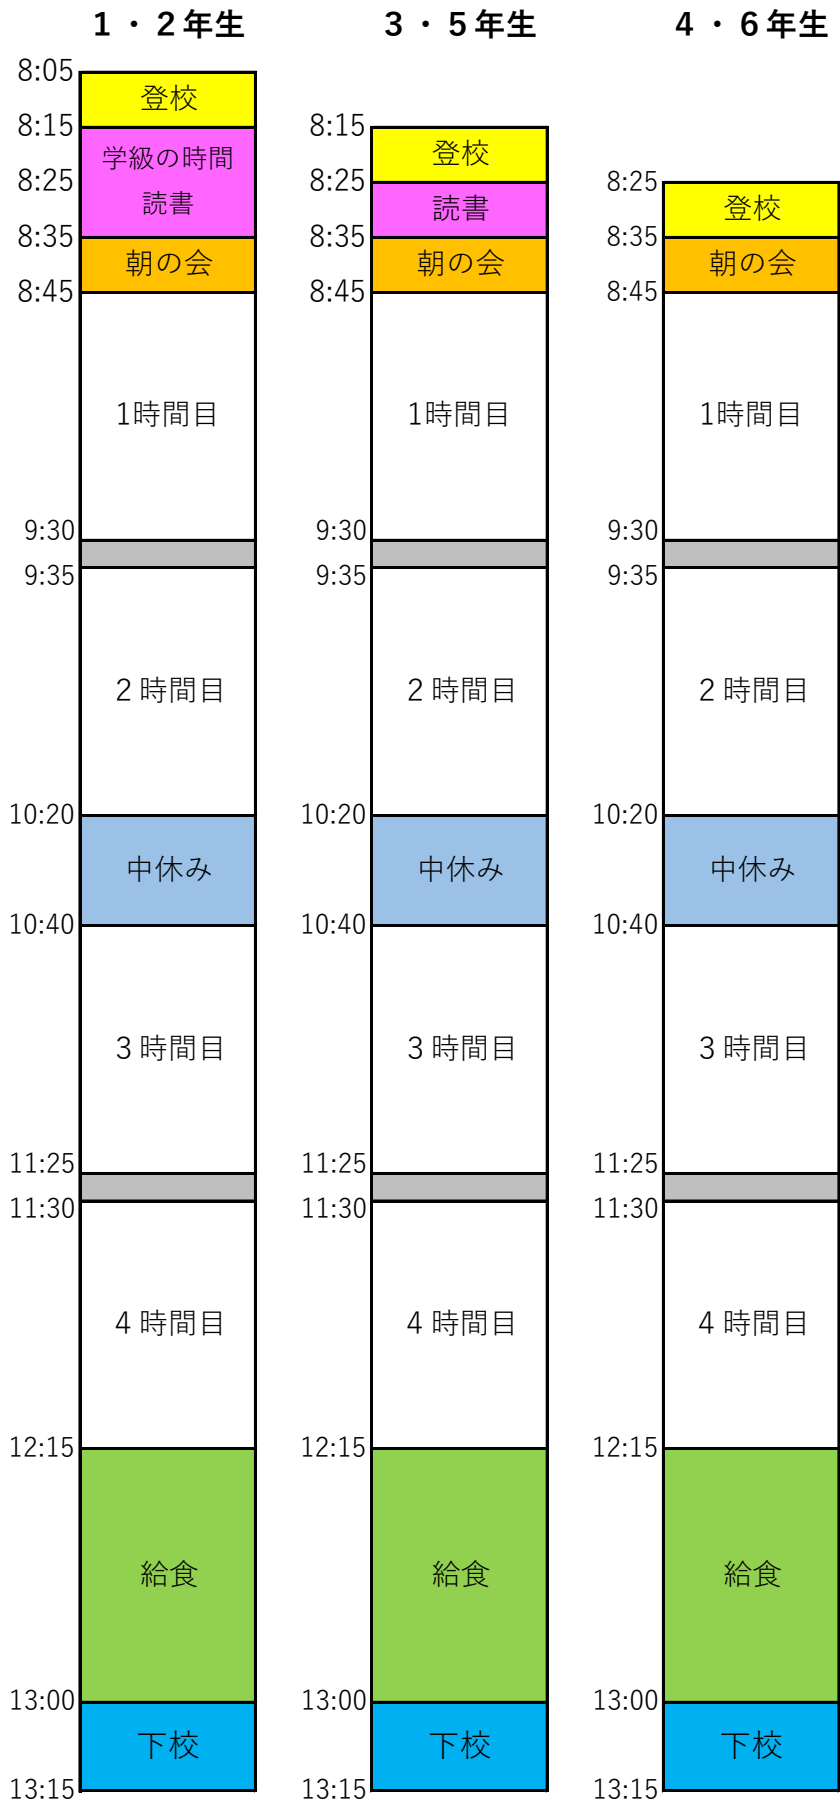 1 ・ 2 年生
8:05
登校
8:15
学級の時間
8:25
読書
8:35
朝の会
8:45
1時間目
9:30
9:35
2 時間目
10:20
中休み
10:40
3 時間目
11:25
11:30
4 時間目
12:15
給食
13:00
下校
13:15
3 ・ 5 年生
8:15
登校
8:25
読書
8:35
朝の会
8:45
1時間目
9:30
9:35
2 時間目
10:20
中休み
10:40
3 時間目
11:25
11:30
4 時間目
12:15
給食
13:00
下校
13:15
4 ・ 6 年生
8:25
登校
8:35
朝の会
8:45
1時間目
9:30
9:35
2 時間目
10:20
中休み
10:40
3 時間目
11:25
11:30
4 時間目
12:15
給食
13:00
下校
13:15